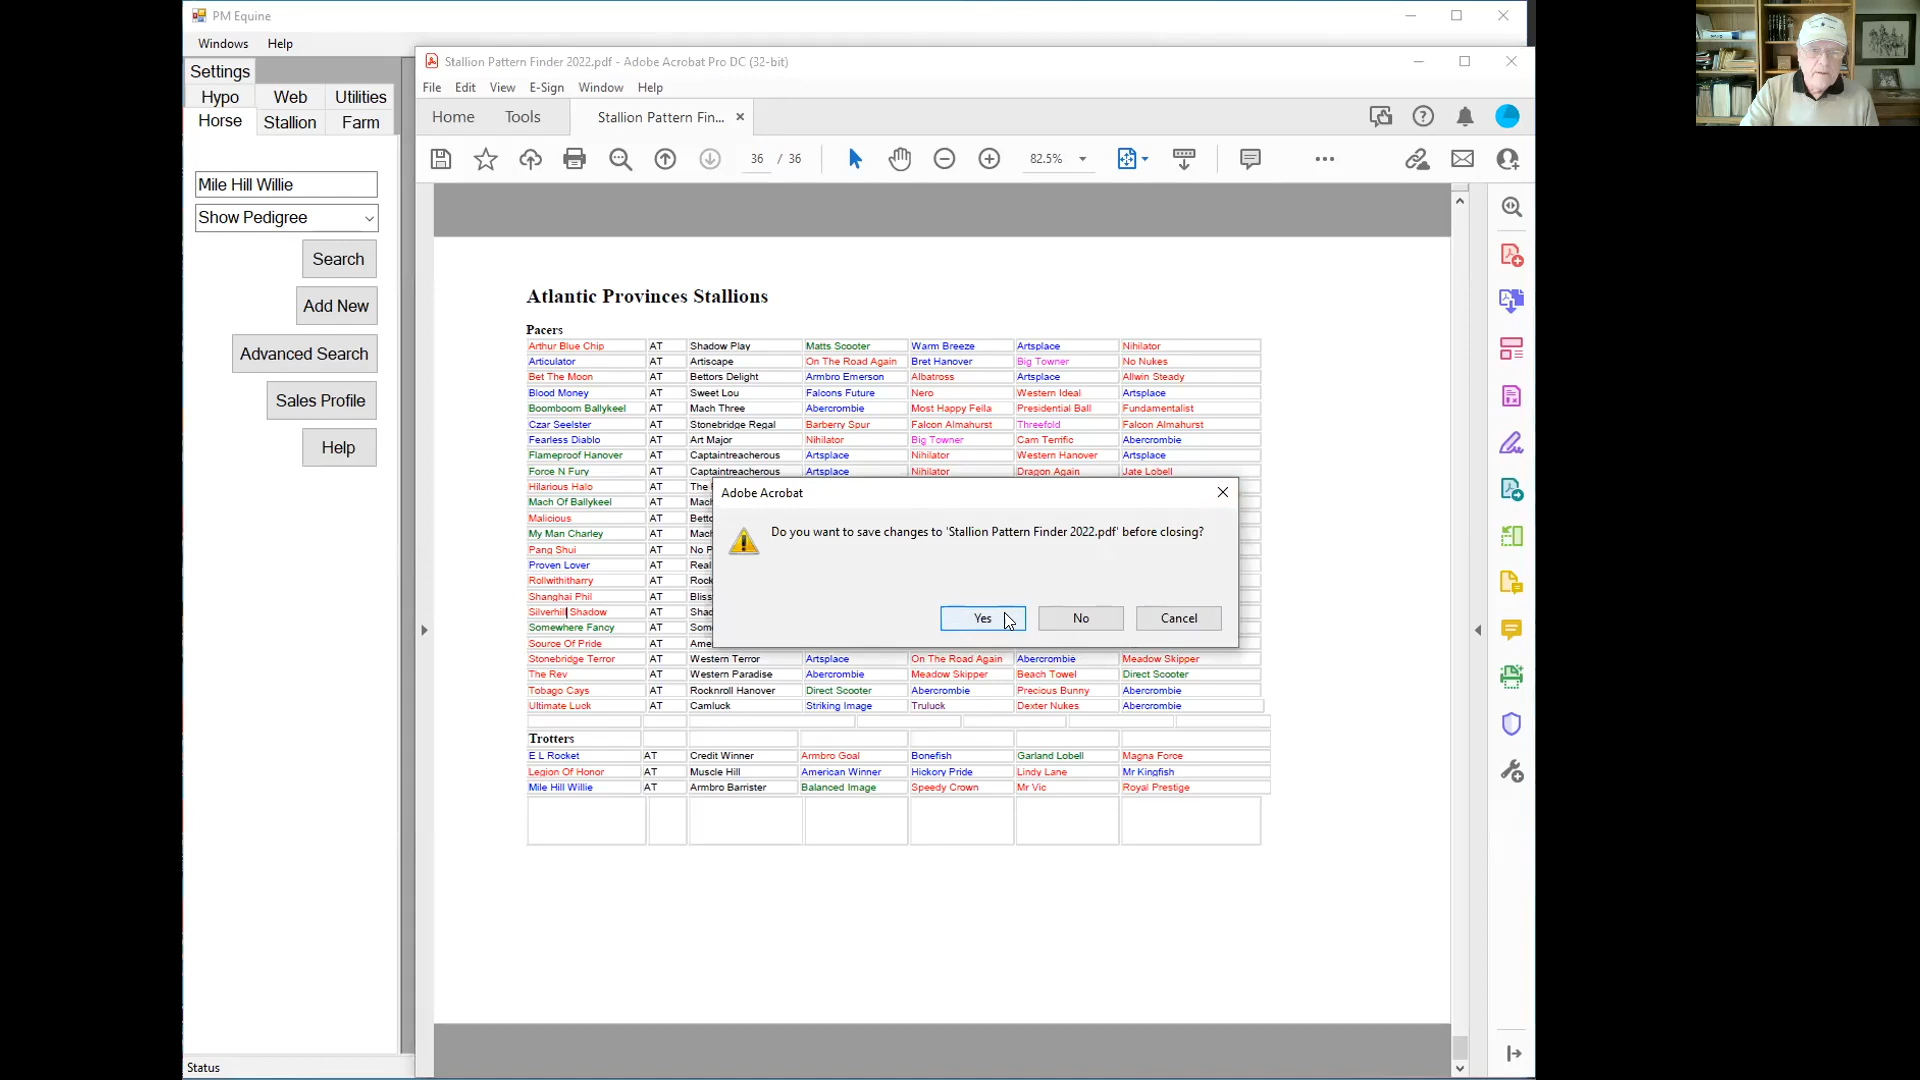 PM Equine
Windows Help
Settings
Hypo Web Utilities
Horse Stallion Farm
Mile Hill Willie
Show Pedigree
Search
Add New
Advanced Search
Sales Profile
Help
Status
Stallion Pattern Finder 2022.pdf - Adobe Acrobat Pro DC (32-bit)
File Edit View E-Sign Window Help
Home Tools Stallion Pattern Fin...
36 / 36 82.5%
Atlantic Provinces Stallions
Pacers
Arthur Blue Chip AT Shadow Play Matts Scooter Warm Breeze Artsplace Nihilator
Articulator AT Artiscape On The Road Again Bret Hanover Big Towner No Nukes
Bet The Moon AT Bettors Delight Armbro Emerson Albatross Artsplace Allwin Steady
Blood Money AT Sweet Lou Falcons Future Nero Western Ideal Artsplace
Boomboom Ballykeel AT Mach Three Abercrombie Most Happy Fella Presidential Ball Fundamentalist
Czar Seelster AT Stonebridge Regal Barberry Spur Falcon Almahurst Threefold Falcon Almahurst
Fearless Diablo AT Art Major Nihilator Big Towner Cam Terrific Abercrombie
Flameproof Hanover AT Captaintreacherous Artsplace Nihilator Western Hanover Artsplace
Force N Fury AT Captaintreacherous Artsplace Nihilator Dragon Again Jate Lobell
Hilarious Halo AT The
Mach Of Ballykeel AT Mac
Malicious AT Betto
My Man Charley AT Mac
Pang Shui AT No P
Proven Lover AT Real
Rollwithitharry AT Rock
Shanghai Phil AT Bliss
Silverhill Shadow AT Shad
Somewhere Fancy AT Som
Source Of Pride AT Ame
Stonebridge Terror AT Western Terror Artsplace On The Road Again Abercrombie Meadow Skipper
The Rev AT Western Paradise Abercrombie Meadow Skipper Beach Towel Direct Scooter
Tobago Cays AT Rocknroll Hanover Direct Scooter Abercrombie Precious Bunny Abercrombie
Ultimate Luck AT Camluck Striking Image Truluck Dexter Nukes Abercrombie
Trotters
E L Rocket AT Credit Winner Armbro Goal Bonefish Garland Lobell Magna Force
Legion Of Honor AT Muscle Hill American Winner Hickory Pride Lindy Lane Mr Kingfish
Mile Hill Willie AT Armbro Barrister Balanced Image Speedy Crown Mr Vic Royal Prestige
Adobe Acrobat
Do you want to save changes to 'Stallion Pattern Finder 2022.pdf' before closing?
Yes No Cancel